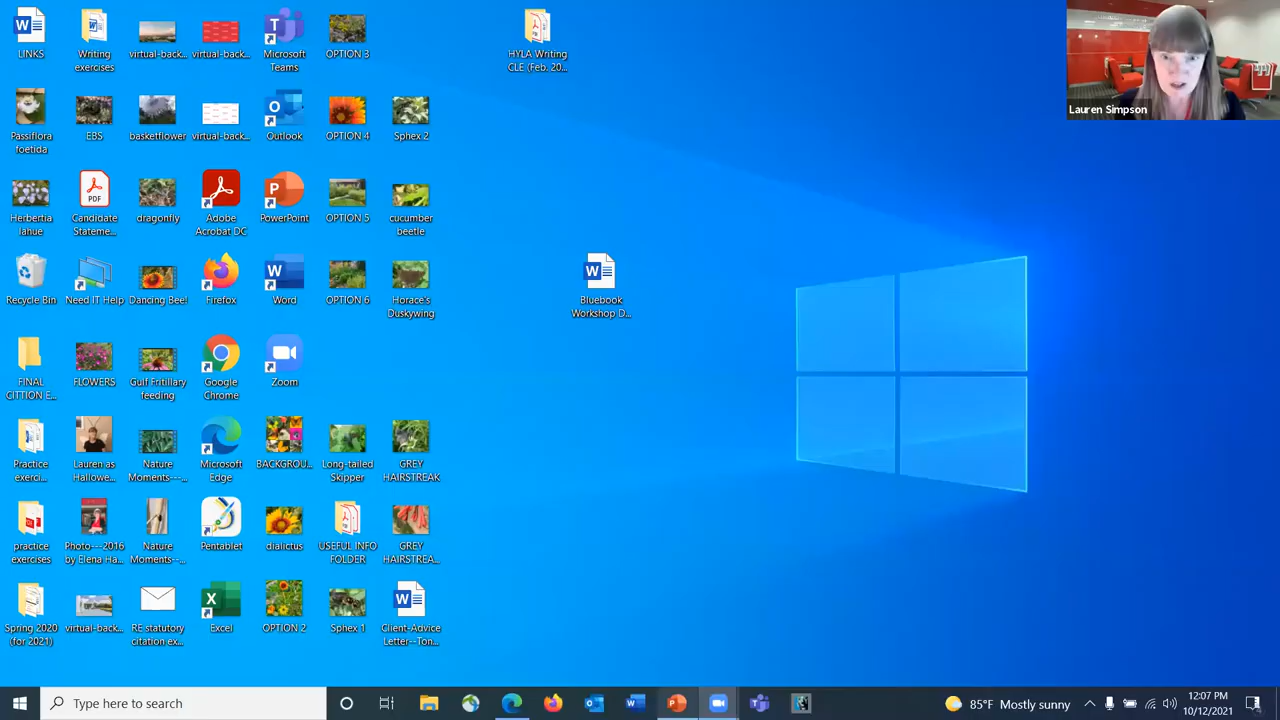 LINKS
Writing
exercises
virtual-back...
virtual-back...
Microsoft
Teams
OPTION 3
HYLA Writing
CLE (Feb. 20...
Lauren Simpson
Passiflora
foetida
EBS
basketflower
virtual-back...
Outlook
OPTION 4
Sphex 2
Herbertia
lahue
PDF
Candidate
Stateme...
dragonfly
Adobe
Acrobat DC
PowerPoint
OPTION 5
cucumber
beetle
Recycle Bin
Need IT Help
Dancing Bee!
Firefox
Word
OPTION 6
Horace's
Duskywing
Bluebook
Workshop D...
FINAL
CITTION E...
FLOWERS
Gulf Fritillary
feeding
Google
Chrome
Zoom
Practice
exerci...
Lauren as
Hallowe...
Nature
Moments---...
Microsoft
Edge
BACKGROU...
Long-tailed
Skipper
GREY
HAIRSTREAK
practice
exercises
Photo---2016
by Elena Ha...
Nature
Moments--...
Pentablet
dialictus
USEFUL INFO
FOLDER
GREY
HAIRSTREA...
Spring 2020
(for 2021)
virtual-back...
RE statutory
citation ex...
Excel
OPTION 2
Sphex 1
Client-Advice
Letter--Ton...
Type here to search
85°F Mostly sunny
12:07 PM
10/12/2021